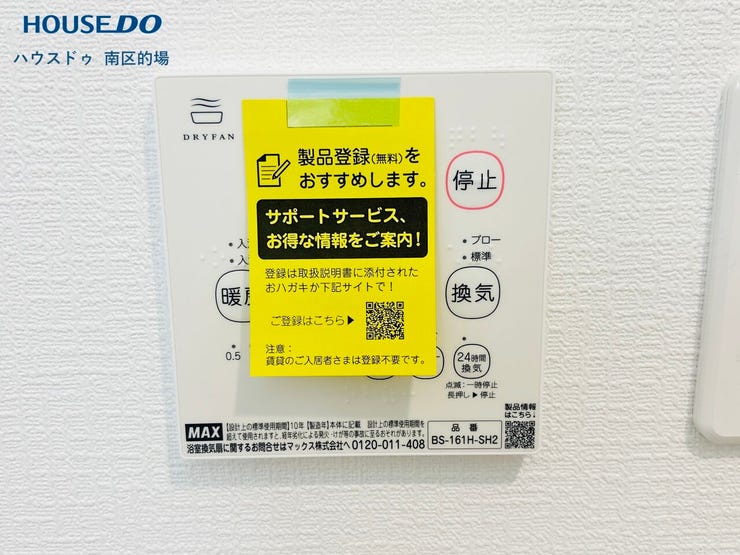 HOUSEDO
ハウスドゥ 南区的場
DRYFAN
製品登録(無料)を
おすすめします。
停止
サポートサービス、
お得な情報をご案内!
• 入
• 入
• ブロー
• 標準
登録は取扱説明書に添付された
おハガキか下記サイトで!
暖房
換気
ご登録はこちら▶
注意:
賃貸のご入居者さまは登録不要です。
0.5
24時間
換気
点滅:一時停止
長押し▶停止
製品情報
はこちら↓
MAX
【設計上の標準使用期間】10年【製造年】本体に記載 設計上の標準使用期間を
超えて使用されますと、経年劣化による発火・けが等の事故に至るおそれがあります。
浴室換気扇に関するお問合せはマックス株式会社へ 0120-011-408
品番
BS-161H-SH2